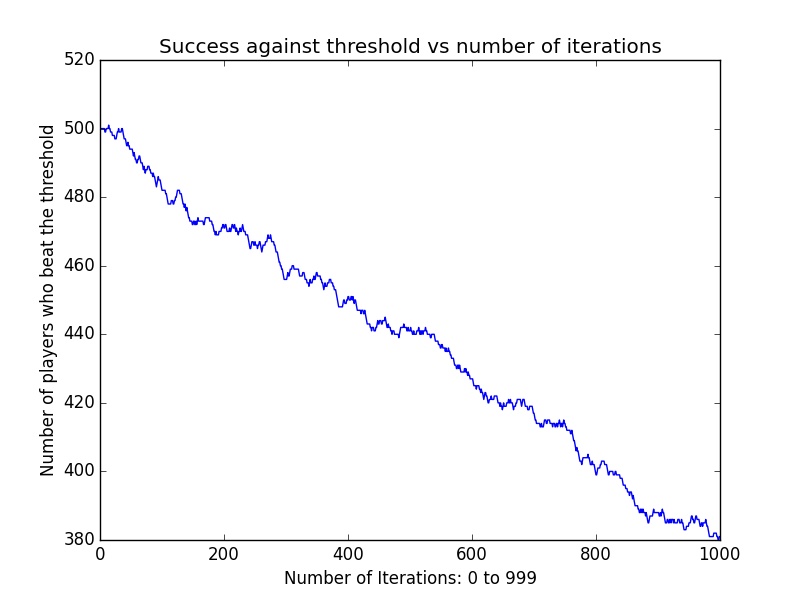 Success against threshold vs number of iterations
520
500
480
460
440
420
400
380
Number of players who beat the threshold
0 200 400 600 800 1000
Number of Iterations: 0 to 999